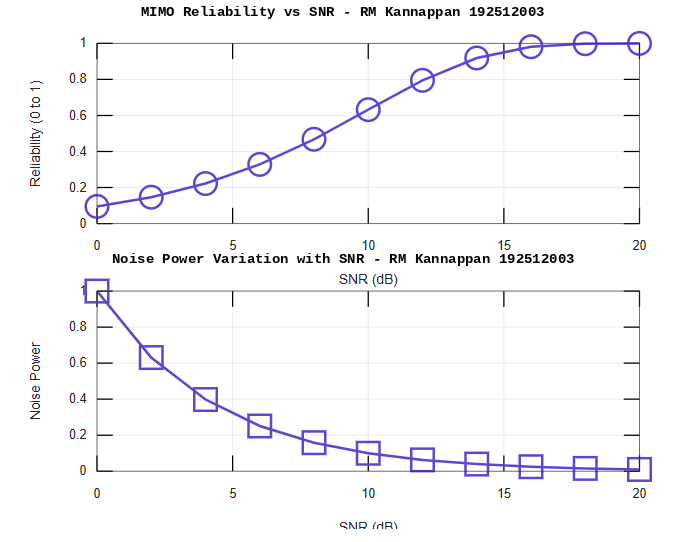 MIMO Reliability vs SNR - RM Kannappan 192512003
1
0.8
0.6
0.4
0.2
0
Reliability (0 to 1)
0 5 10 15 20
SNR (dB)
Noise Power Variation with SNR - RM Kannappan 192512003
1
0.8
0.6
0.4
0.2
0
Noise Power
0 5 10 15 20
SNR (dB)